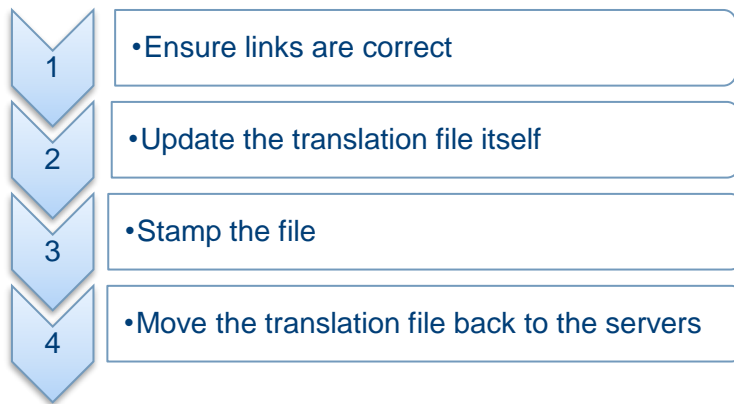 1
•Ensure links are correct
2
•Update the translation file itself
3
•Stamp the file
4
•Move the translation file back to the servers